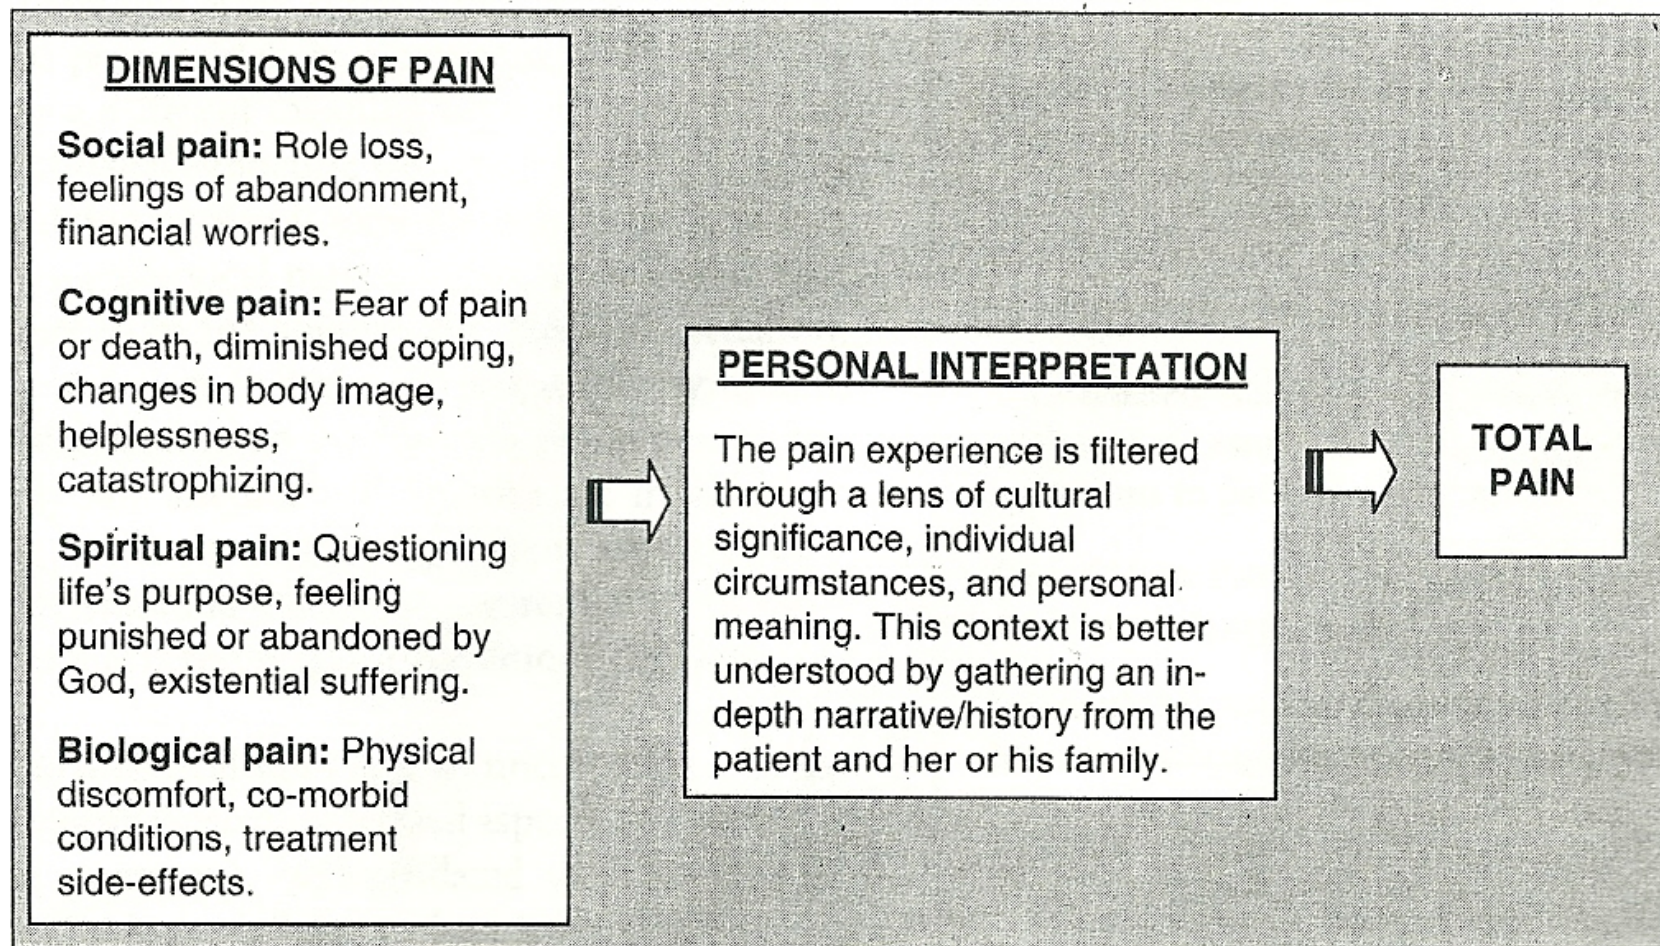 DIMENSIONS OF PAIN
Social pain: Role loss,
feelings of abandonment,
financial worries.
Cognitive pain: Fear of pain
or death, diminished coping,
changes in body image,
helplessness,
catastrophizing.
Spiritual pain: Questioning
life's purpose, feeling
punished or abandoned by
God, existential suffering.
Biological pain: Physical
discomfort, co-morbid
conditions, treatment
side-effects.
PERSONAL INTERPRETATION
The pain experience is filtered
through a lens of cultural
significance, individual
circumstances, and personal
meaning. This context is better
understood by gathering an in-
depth narrative/history from the
patient and her or his family.
TOTAL
PAIN